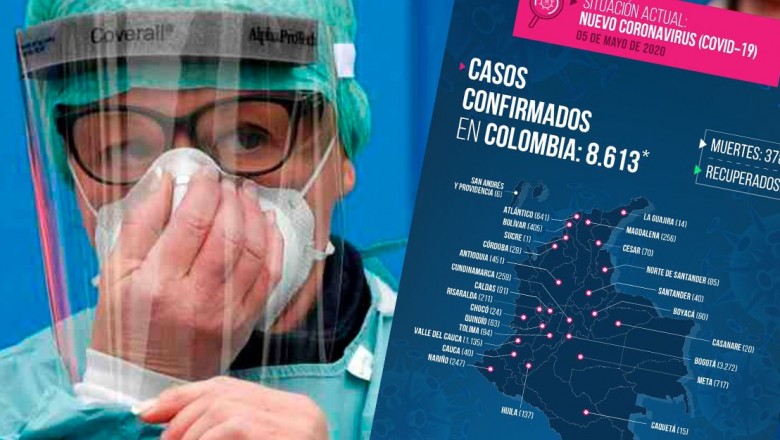 Coverall®
SITUACIÓN ACTUAL:
NUEVO CORONAVIRUS (COVID-19)
05 DE MAYO DE 2020
CASOS
CONFIRMADOS
EN COLOMBIA: 8.613*
MUERTES: 37
RECUPERADOS
SAN ANDRÉS
Y PROVIDENCIA (6)
ATLÁNTICO (641)
BOLÍVAR (405)
SUCRE (1)
CÓRDOBA (28)
ANTIOQUIA (451)
CUNDINAMARCA (259)
CALDAS (91)
RISARALDA (211)
CHOCÓ (24)
QUINDÍO (63)
TOLIMA (94)
VALLE DEL CAUCA (1.135)
CAUCA (40)
NARIÑO (247)
HUILA (137)
LA GUAJIRA (14)
MAGDALENA (256)
CESAR (70)
NORTE DE SANTANDER (85)
SANTANDER (40)
BOYACÁ (60)
CASANARE (20)
BOGOTÁ (3.272)
META (717)
CAQUETÁ (15)